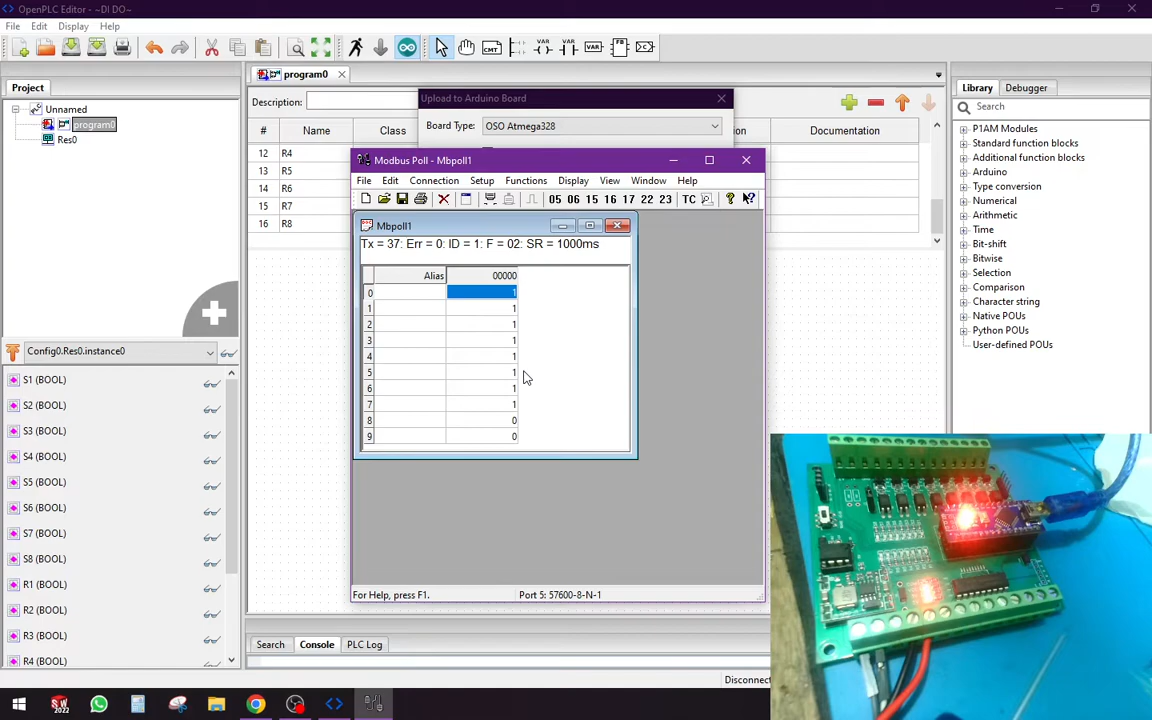 OpenPLC Editor - ~DI DO~
File Edit Display Help
Project
Unnamed
program0
Res0
program0
Description:
# Name Class
12 R4
13 R5
14 R6
15 R7
16 R8
Documentation
Upload to Arduino Board
Board Type: OSO Atmega328
Modbus Poll - Mbpoll1
File Edit Connection Setup Functions Display View Window Help
05 06 15 16 17 22 23 TC
Mbpoll1
Tx = 37: Err = 0: ID = 1: F = 02: SR = 1000ms
Alias 00000
0 1
1 1
2 1
3 1
4 1
5 1
6 1
7 1
8 0
9 0
For Help, press F1. Port 5: 57600-8-N-1
Config0.Res0.instance0
S1 (BOOL)
S2 (BOOL)
S3 (BOOL)
S4 (BOOL)
S5 (BOOL)
S6 (BOOL)
S7 (BOOL)
S8 (BOOL)
R1 (BOOL)
R2 (BOOL)
R3 (BOOL)
R4 (BOOL)
Search Console PLC Log
Library Debugger
Search
P1AM Modules
Standard function blocks
Additional function blocks
Arduino
Type conversion
Numerical
Arithmetic
Time
Bit-shift
Bitwise
Selection
Comparison
Character string
Native POUs
Python POUs
User-defined POUs
CMT
VAR
VAR
VAR
FB
VAR
2022